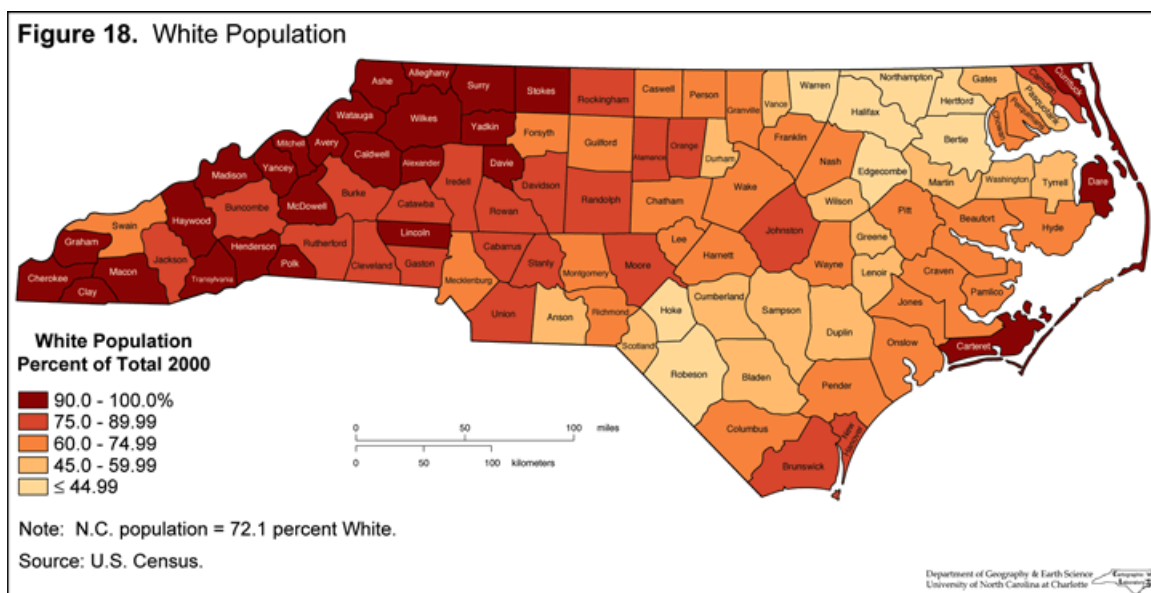 Figure 18. White Population
Ashe
Alleghany
Surry
Stokes
Rockingham
Caswell
Person
Granville
Vance
Warren
Northampton
Gates
Camden
Currituck
Pasquotank
Perquimans
Chowan
Hertford
Halifax
Bertie
Watauga
Wilkes
Yadkin
Forsyth
Guilford
Alamance
Orange
Durham
Franklin
Nash
Edgecombe
Martin
Washington
Tyrrell
Dare
Mitchell
Avery
Caldwell
Alexander
Davie
Iredell
Davidson
Randolph
Chatham
Wake
Wilson
Pitt
Beaufort
Hyde
Madison
Yancey
McDowell
Burke
Catawba
Rowan
Johnston
Greene
Swain
Haywood
Buncombe
Lincoln
Graham
Jackson
Henderson
Rutherford
Cleveland
Gaston
Cabarrus
Stanly
Montgomery
Moore
Lee
Harnett
Wayne
Lenoir
Craven
Pamlico
Cherokee
Clay
Macon
Transylvania
Polk
Mecklenburg
Union
Anson
Richmond
Hoke
Cumberland
Sampson
Duplin
Jones
Onslow
Carteret
Scotland
Robeson
Bladen
Pender
Columbus
Brunswick
New
Hanover
White Population
Percent of Total 2000
90.0 - 100.0%
75.0 - 89.99
60.0 - 74.99
45.0 - 59.99
≤ 44.99
0 50 100 miles
0 50 100 kilometers
Note: N.C. population = 72.1 percent White.
Source: U.S. Census.
Department of Geography & Earth Science
University of North Carolina at Charlotte